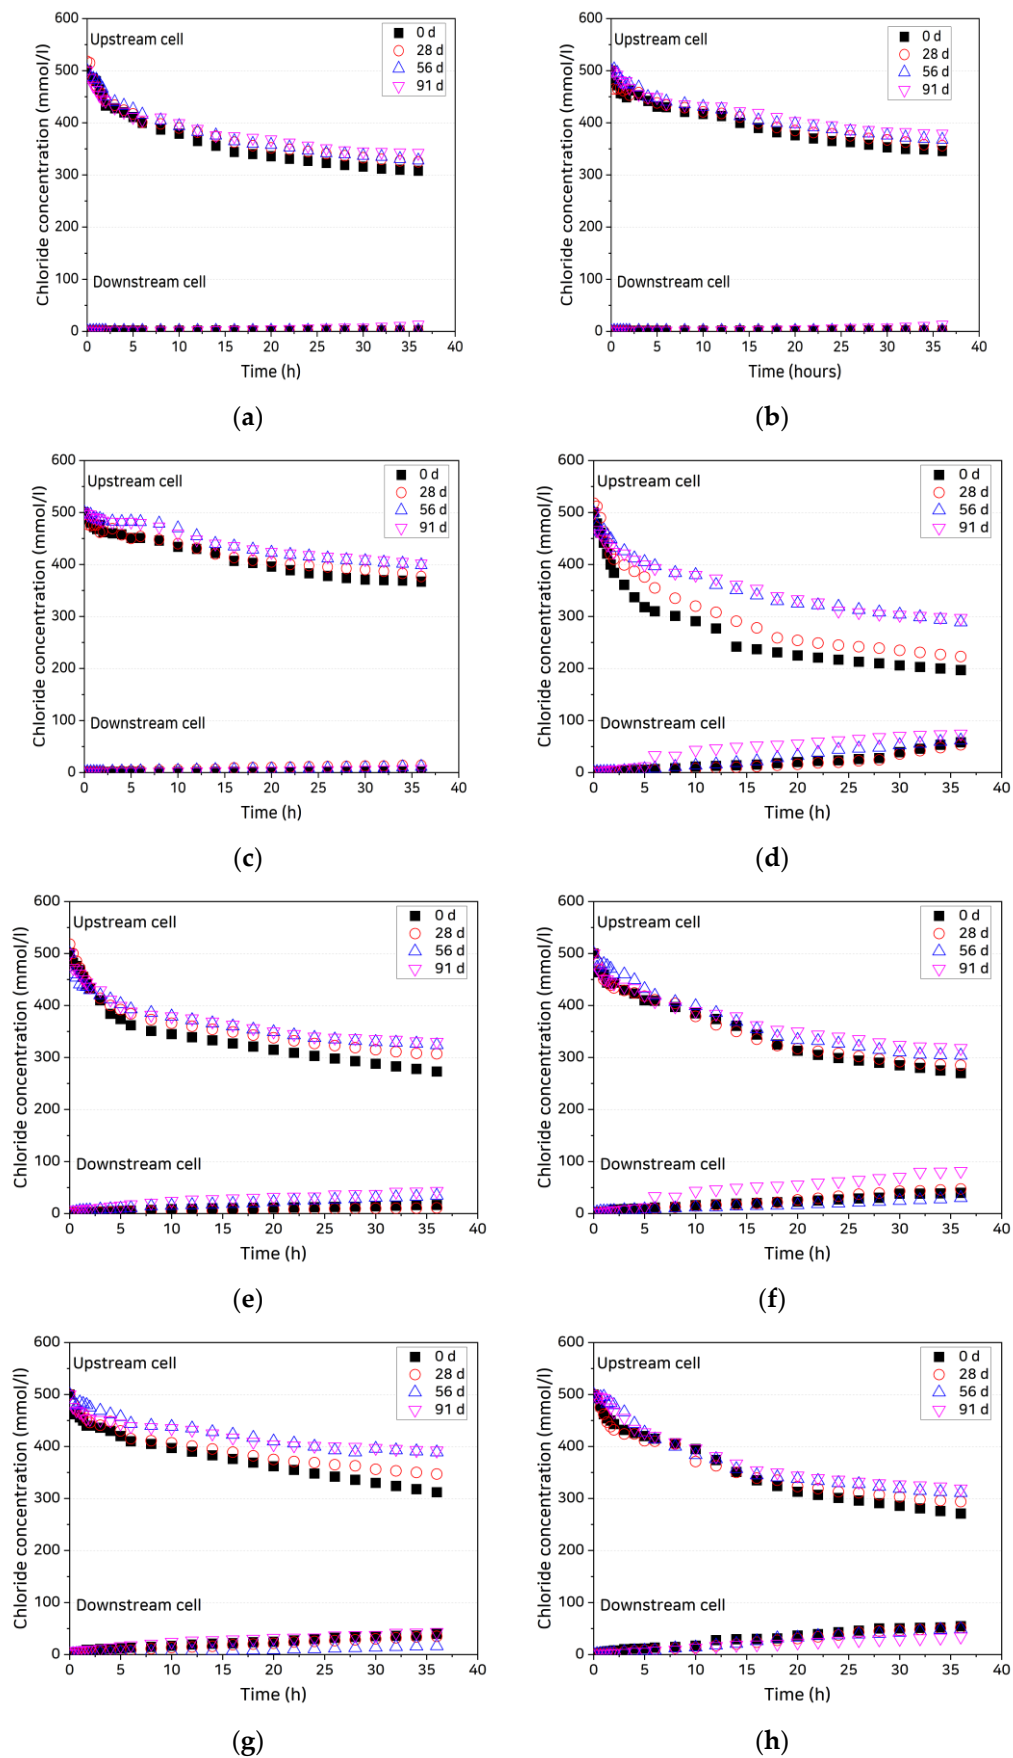 600
500
400
300
200
100
0
Chloride concentration (mmol/l)
Upstream cell
Downstream cell
0 d
28 d
56 d
91 d
0 5 10 15 20 25 30 35 40
Time (h)
(a)
600
500
400
300
200
100
0
Chloride concentration (mmol/l)
Upstream cell
Downstream cell
0 d
28 d
56 d
91 d
0 5 10 15 20 25 30 35 40
Time (hours)
(b)
600
500
400
300
200
100
0
Chloride concentration (mmol/l)
Upstream cell
Downstream cell
0 d
28 d
56 d
91 d
0 5 10 15 20 25 30 35 40
Time (h)
(c)
600
500
400
300
200
100
0
Chloride concentration (mmol/l)
Upstream cell
Downstream cell
0 d
28 d
56 d
91 d
0 5 10 15 20 25 30 35 40
Time (h)
(d)
600
500
400
300
200
100
0
Chloride concentration (mmol/l)
Upstream cell
Downstream cell
0 d
28 d
56 d
91 d
0 5 10 15 20 25 30 35 40
Time (h)
(e)
600
500
400
300
200
100
0
Chloride concentration (mmol/l)
Upstream cell
Downstream cell
0 d
28 d
56 d
91 d
0 5 10 15 20 25 30 35 40
Time (h)
(f)
600
500
400
300
200
100
0
Chloride concentration (mmol/l)
Upstream cell
Downstream cell
0 d
28 d
56 d
91 d
0 5 10 15 20 25 30 35 40
Time (h)
(g)
600
500
400
300
200
100
0
Chloride concentration (mmol/l)
Upstream cell
Downstream cell
0 d
28 d
56 d
91 d
0 5 10 15 20 25 30 35 40
Time (h)
(h)